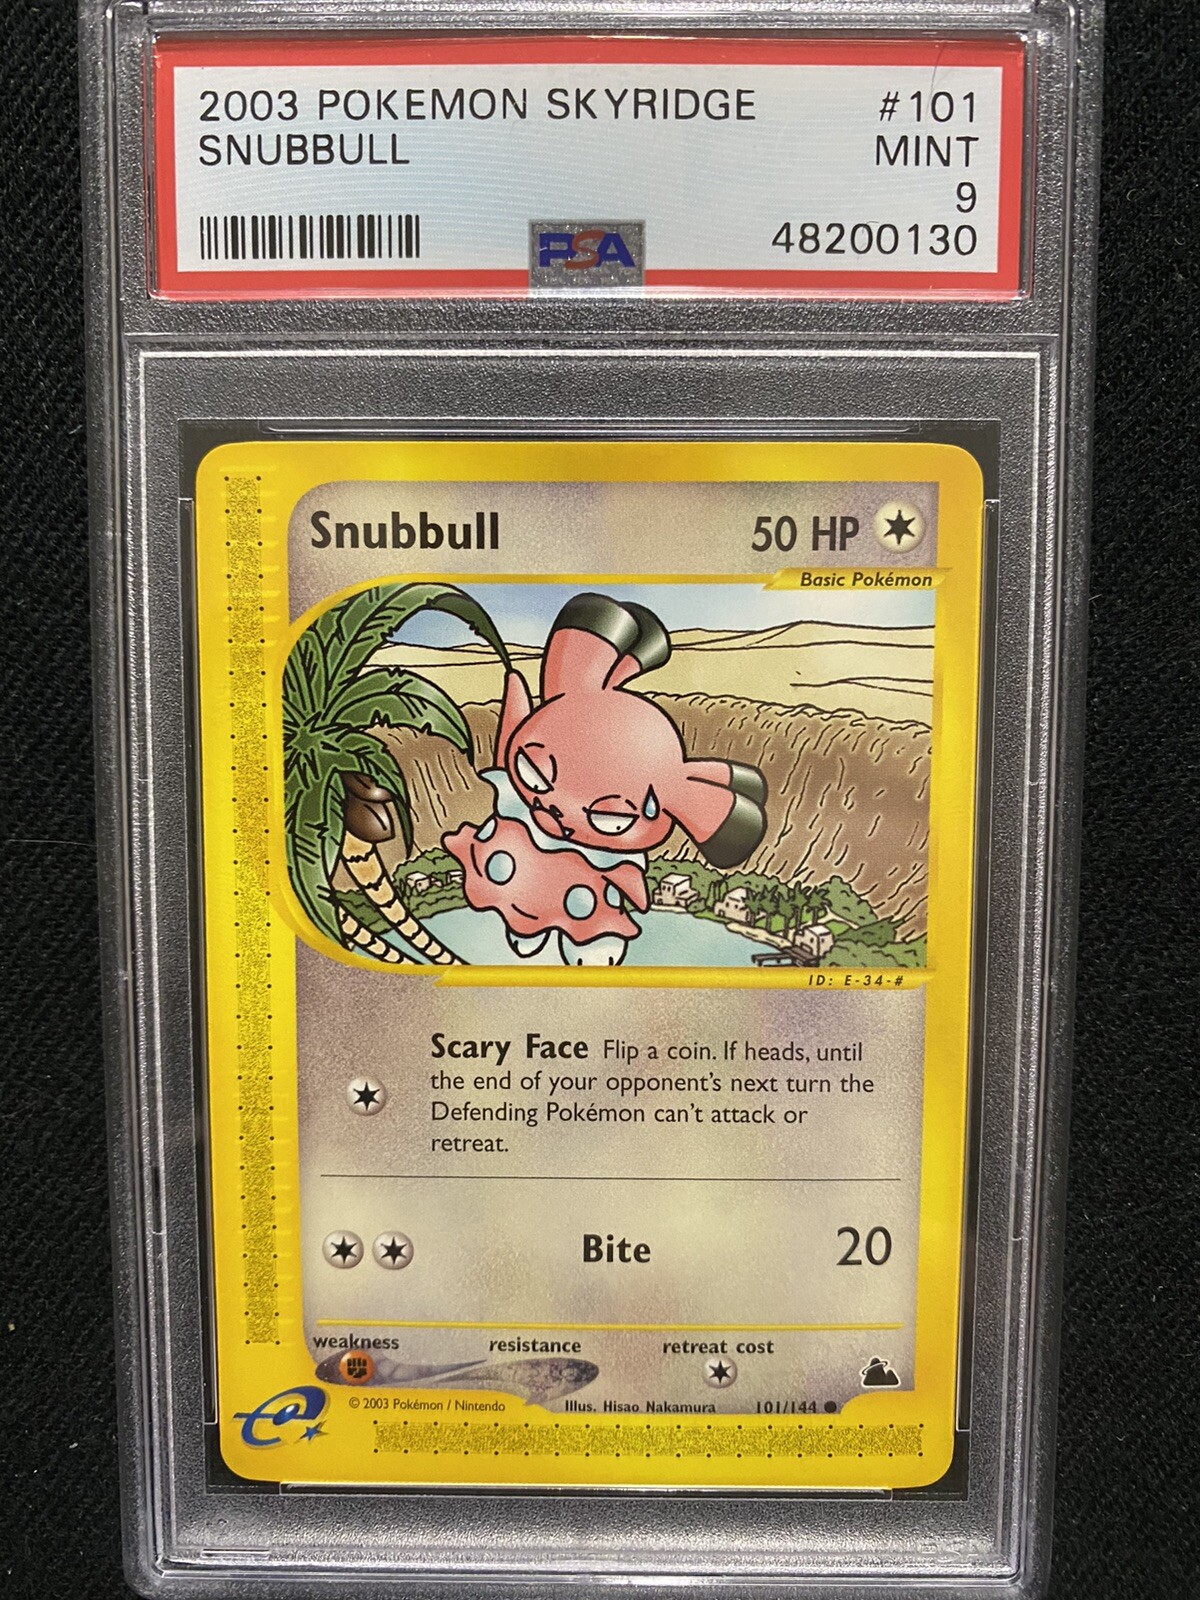 2003 POKEMON SKYRIDGE #101
SNUBBULL MINT
9
PSA 48200130
Snubbull 50 HP
Basic Pokémon
ID: E-34-#
Scary Face Flip a coin. If heads, until
the end of your opponent's next turn the
Defending Pokémon can't attack or
retreat.
Bite 20
weakness resistance retreat cost
© 2003 Pokémon / Nintendo Illus. Hisao Nakamura 101/144 ●
e